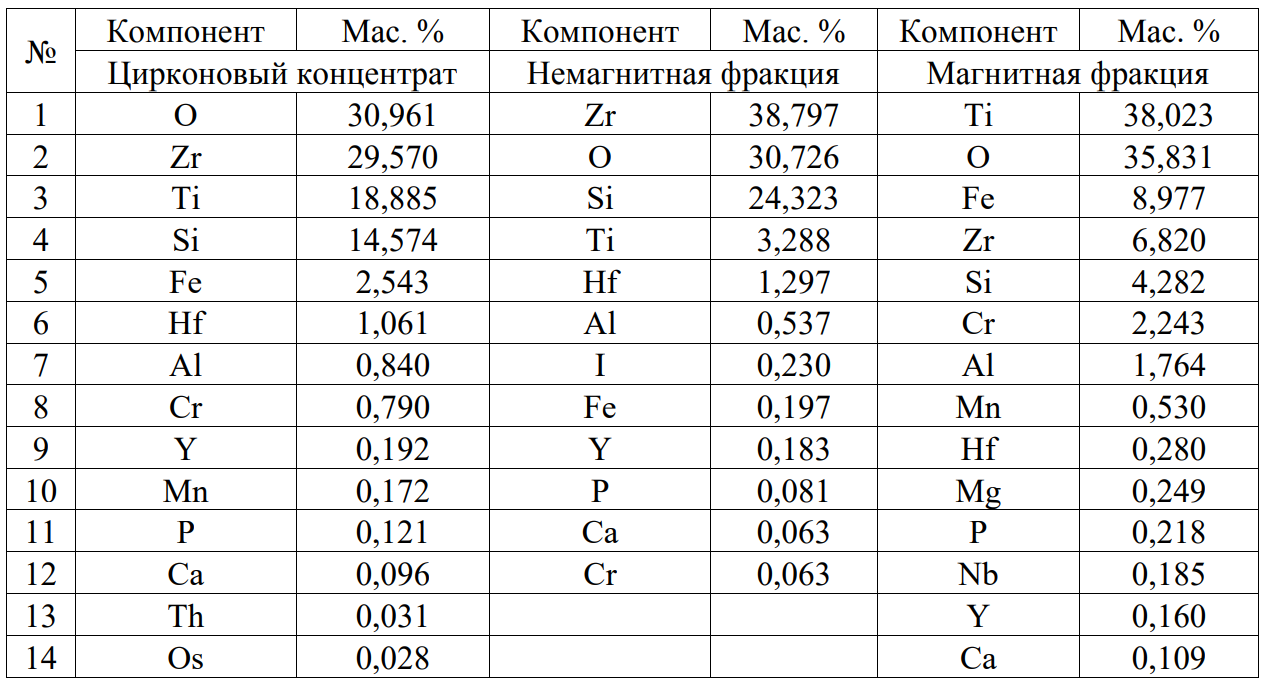 № Компонент Мас. % Компонент Мас. % Компонент Мас. %
Цирконовый концентрат Немагнитная фракция Магнитная фракция
1 O 30,961 Zr 38,797 Ti 38,023
2 Zr 29,570 O 30,726 O 35,831
3 Ti 18,885 Si 24,323 Fe 8,977
4 Si 14,574 Ti 3,288 Zr 6,820
5 Fe 2,543 Hf 1,297 Si 4,282
6 Hf 1,061 Al 0,537 Cr 2,243
7 Al 0,840 I 0,230 Al 1,764
8 Cr 0,790 Fe 0,197 Mn 0,530
9 Y 0,192 Y 0,183 Hf 0,280
10 Mn 0,172 P 0,081 Mg 0,249
11 P 0,121 Ca 0,063 P 0,218
12 Ca 0,096 Cr 0,063 Nb 0,185
13 Th 0,031 Y 0,160
14 Os 0,028 Ca 0,109